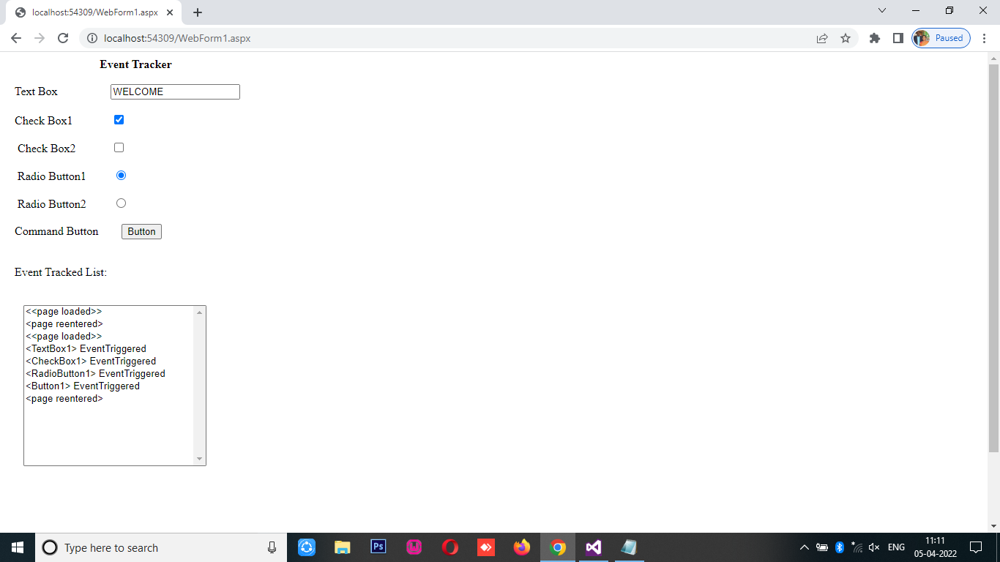 localhost:54309/WebForm1.aspx
localhost:54309/WebForm1.aspx
Paused
Event Tracker
Text Box WELCOME
Check Box1
Check Box2
Radio Button1
Radio Button2
Command Button Button
Event Tracked List:
<<page loaded>>
<page reentered>
<<page loaded>>
<TextBox1> EventTriggered
<CheckBox1> EventTriggered
<RadioButton1> EventTriggered
<Button1> EventTriggered
<page reentered>
Type here to search
Ps
ENG
11:11
05-04-2022